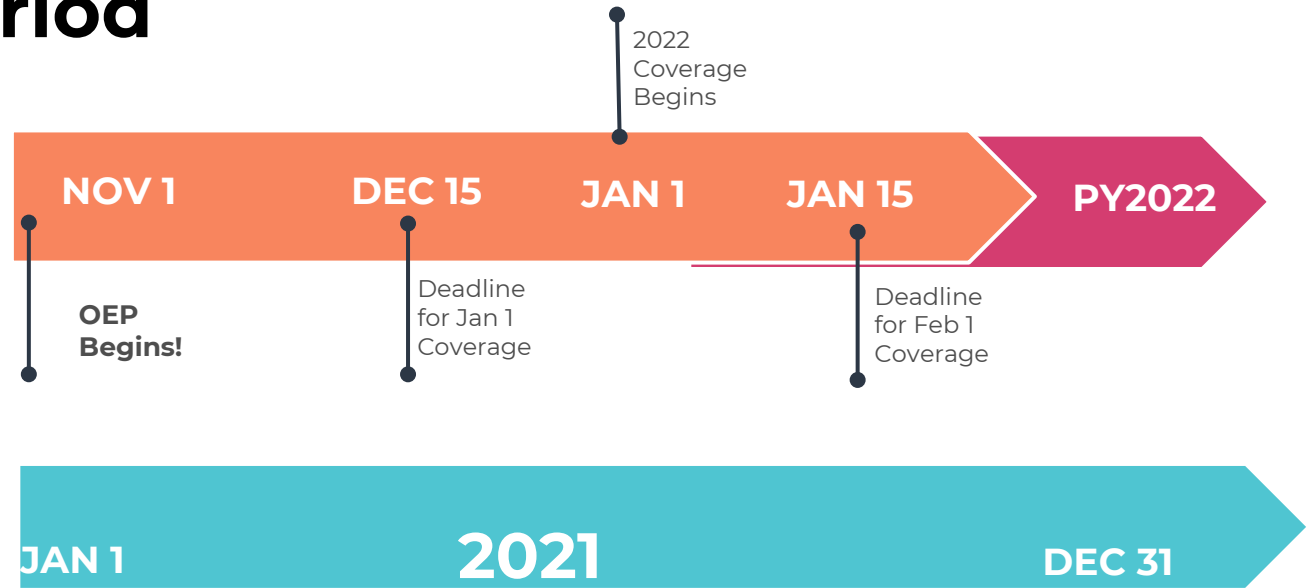 riod
2022
Coverage
Begins
NOV 1
DEC 15
JAN 1
JAN 15
PY2022
OEP
Begins!
Deadline
for Jan 1
Coverage
Deadline
for Feb 1
Coverage
JAN 1
2021
DEC 31